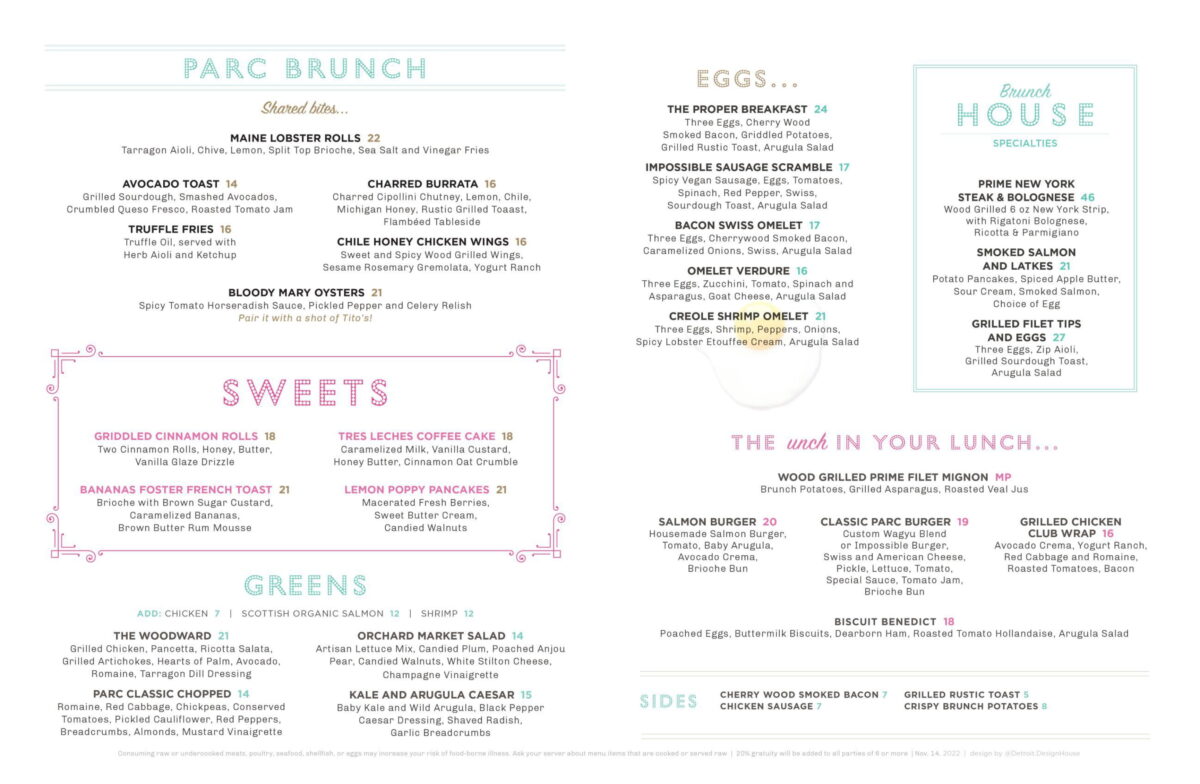 PARC BRUNCH
Shared bites...
MAINE LOBSTER ROLLS 22
Tarragon Aioli, Chive, Lemon, Split Top Brioche, Sea Salt and Vinegar Fries
AVOCADO TOAST 14
Grilled Sourdough, Smashed Avocados,
Crumbled Queso Fresco, Roasted Tomato Jam
TRUFFLE FRIES 16
Truffle Oil, served with
Herb Aioli and Ketchup
CHARRED BURRATA 16
Charred Cipollini Chutney, Lemon, Chile,
Michigan Honey, Rustic Grilled Toaast,
Flambéed Tableside
CHILE HONEY CHICKEN WINGS 16
Sweet and Spicy Wood Grilled Wings,
Sesame Rosemary Gremolata, Yogurt Ranch
BLOODY MARY OYSTERS 21
Spicy Tomato Horseradish Sauce, Pickled Pepper and Celery Relish
Pair it with a shot of Tito's!
SWEETS
GRIDDLED CINNAMON ROLLS 18
Two Cinnamon Rolls, Honey, Butter,
Vanilla Glaze Drizzle
BANANAS FOSTER FRENCH TOAST 21
Brioche with Brown Sugar Custard,
Caramelized Bananas,
Brown Butter Rum Mousse
TRES LECHES COFFEE CAKE 18
Caramelized Milk, Vanilla Custard,
Honey Butter, Cinnamon Oat Crumble
LEMON POPPY PANCAKES 21
Macerated Fresh Berries,
Sweet Butter Cream,
Candied Walnuts
GREENS
ADD: CHICKEN 7 | SCOTTISH ORGANIC SALMON 12 | SHRIMP 12
THE WOODWARD 21
Grilled Chicken, Pancetta, Ricotta Salata,
Grilled Artichokes, Hearts of Palm, Avocado,
Romaine, Tarragon Dill Dressing
PARC CLASSIC CHOPPED 14
Romaine, Red Cabbage, Chickpeas, Conserved
Tomatoes, Pickled Cauliflower, Red Peppers,
Breadcrumbs, Almonds, Mustard Vinaigrette
ORCHARD MARKET SALAD 14
Artisan Lettuce Mix, Candied Plum, Poached Anjou
Pear, Candied Walnuts, White Stilton Cheese,
Champagne Vinaigrette
KALE AND ARUGULA CAESAR 15
Baby Kale and Wild Arugula, Black Pepper
Caesar Dressing, Shaved Radish,
Garlic Breadcrumbs
EGGS...
THE PROPER BREAKFAST 24
Three Eggs, Cherry Wood
Smoked Bacon, Griddled Potatoes,
Grilled Rustic Toast, Arugula Salad
IMPOSSIBLE SAUSAGE SCRAMBLE 17
Spicy Vegan Sausage, Eggs, Tomatoes,
Spinach, Red Pepper, Swiss,
Sourdough Toast, Arugula Salad
BACON SWISS OMELET 17
Three Eggs, Cherrywood Smoked Bacon,
Caramelized Onions, Swiss, Arugula Salad
OMELET VERDURE 16
Three Eggs, Zucchini, Tomato, Spinach and
Asparagus, Goat Cheese, Arugula Salad
CREOLE SHRIMP OMELET 21
Three Eggs, Shrimp, Peppers, Onions,
Spicy Lobster Etouffee Cream, Arugula Salad
Brunch
HOUSE
SPECIALTIES
PRIME NEW YORK
STEAK & BOLOGNESE 46
Wood Grilled 6 oz New York Strip,
with Rigatoni Bolognese,
Ricotta & Parmigiano
SMOKED SALMON
AND LATKES 21
Potato Pancakes, Spiced Apple Butter,
Sour Cream, Smoked Salmon,
Choice of Egg
GRILLED FILET TIPS
AND EGGS 27
Three Eggs, Zip Aioli,
Grilled Sourdough Toast,
Arugula Salad
THE unch IN YOUR LUNCH...
WOOD GRILLED PRIME FILET MIGNON MP
Brunch Potatoes, Grilled Asparagus, Roasted Veal Jus
SALMON BURGER 20
Housemade Salmon Burger,
Tomato, Baby Arugula,
Avocado Crema,
Brioche Bun
CLASSIC PARC BURGER 19
Custom Wagyu Blend
or Impossible Burger,
Swiss and American Cheese,
Pickle, Lettuce, Tomato,
Special Sauce, Tomato Jam,
Brioche Bun
GRILLED CHICKEN
CLUB WRAP 16
Avocado Crema, Yogurt Ranch,
Red Cabbage and Romaine,
Roasted Tomatoes, Bacon
BISCUIT BENEDICT 18
Poached Eggs, Buttermilk Biscuits, Dearborn Ham, Roasted Tomato Hollandaise, Arugula Salad
SIDES
CHERRY WOOD SMOKED BACON 7
CHICKEN SAUSAGE 7
GRILLED RUSTIC TOAST 5
CRISPY BRUNCH POTATOES 8
Consuming raw or undercooked meats, poultry, seafood, shellfish, or eggs may increase your risk of food-borne illness. Ask your server about menu items that are cooked or served raw | 20% gratuity will be added to all parties of 6 or more | Nov. 14, 2022 | design by @Detroit.DesignHouse